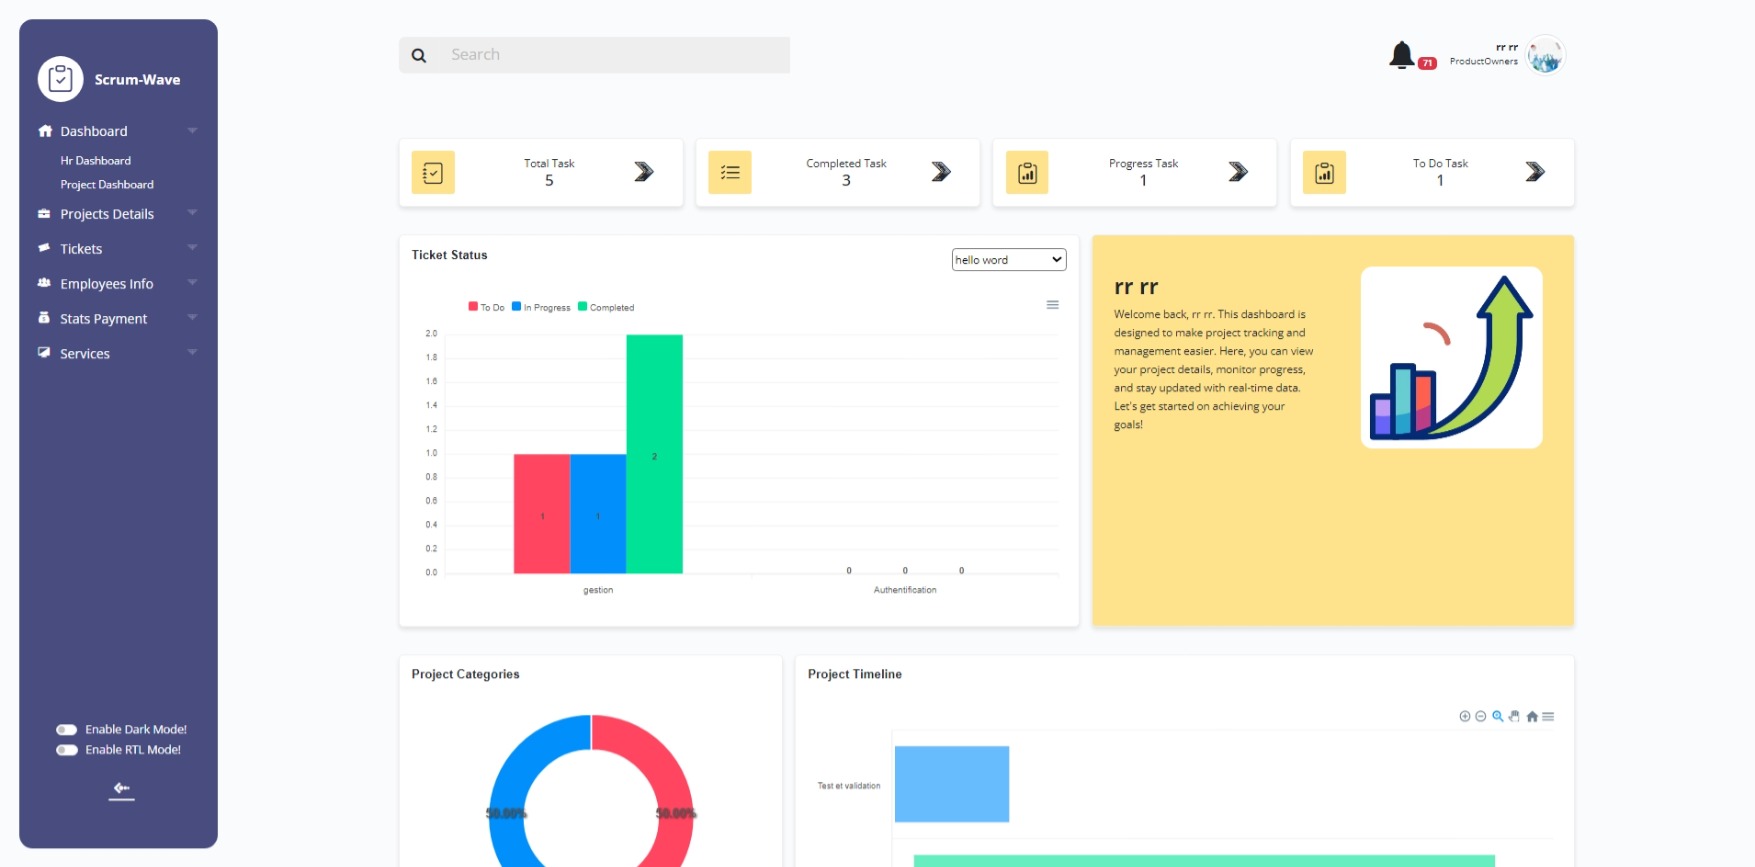 Scrum-Wave
Dashboard
Hr Dashboard
Project Dashboard
Projects Details
Tickets
Employees Info
Stats Payment
Services
Enable Dark Mode!
Enable RTL Mode!
Search
71
rr rr
ProductOwners
Total Task
5
Completed Task
3
Progress Task
1
To Do Task
1
Ticket Status
hello word
To Do In Progress Completed
2.0
1.8
1.6
1.4
1.2
1.0
0.8
0.6
0.4
0.2
0.0
1
1
2
0 0 0
gestion
Authentification
rr rr
Welcome back, rr rr. This dashboard is
designed to make project tracking and
management easier. Here, you can view
your project details, monitor progress,
and stay updated with real-time data.
Let's get started on achieving your
goals!
Project Categories
50.00%
50.00%
Project Timeline
Test et validation